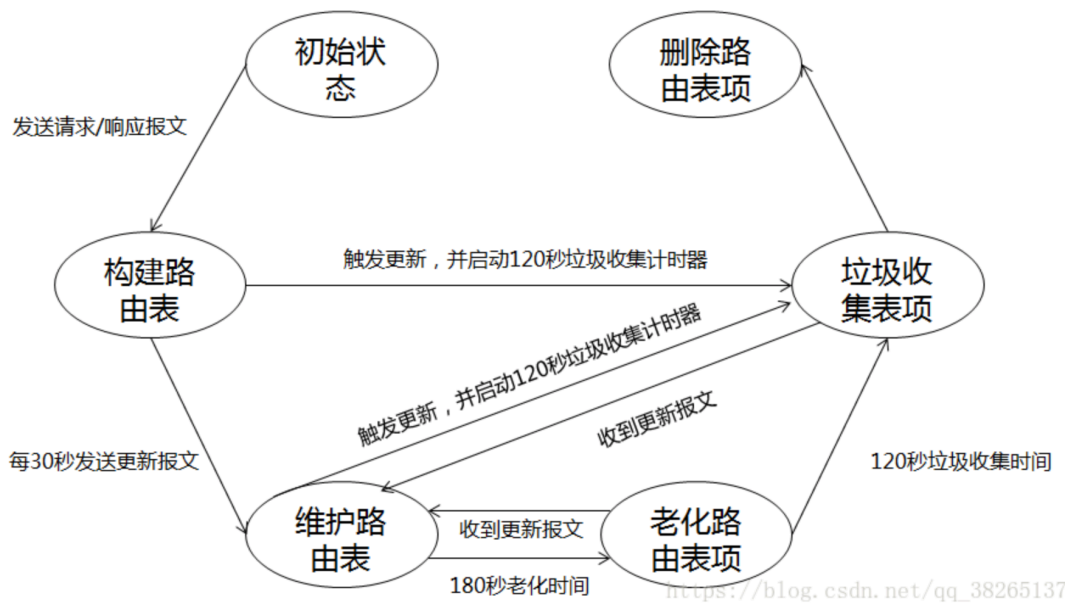 初始状
态
删除路
由表项
发送请求/响应报文
构建路
由表
触发更新，并启动120秒垃圾收集计时器
垃圾收
集表项
触发更新，并启动120秒垃圾收集计时器
收到更新报文
每30秒发送更新报文
120秒垃圾收集时间
维护路
由表
收到更新报文
老化路
由表项
180秒老化时间
https://blog.csdn.net/qq_38265137